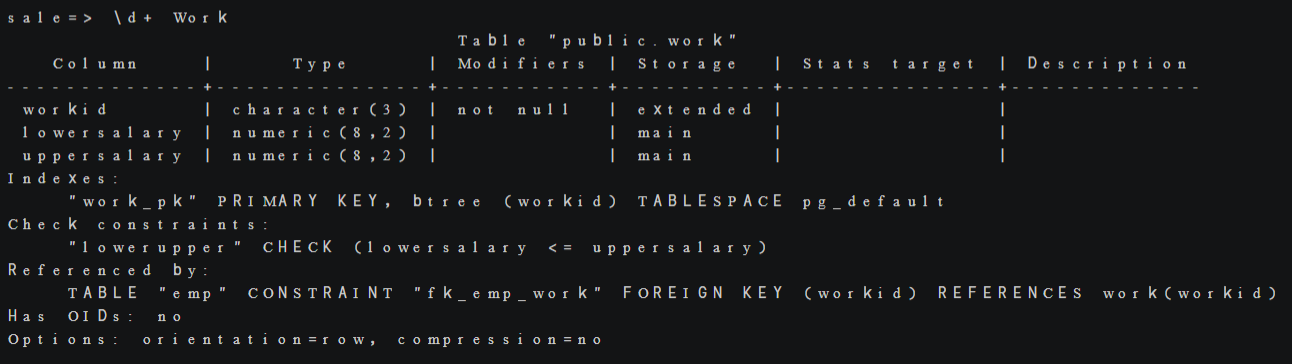 sale=> \d+ Work
Table "public.work"
Column | Type | Modifiers | Storage | Stats target | Description
-------------+--------------+-----------+----------+--------------+-------------
workid | character(3) | not null | extended | |
lowersalary | numeric(8,2) | | main | |
uppersalary | numeric(8,2) | | main | |
Indexes:
"work_pk" PRIMARY KEY, btree (workid) TABLESPACE pg_default
Check constraints:
"lowerupper" CHECK (lowersalary <= uppersalary)
Referenced by:
TABLE "emp" CONSTRAINT "fk_emp_work" FOREIGN KEY (workid) REFERENCES work(workid)
Has OIDs: no
Options: orientation=row, compression=no